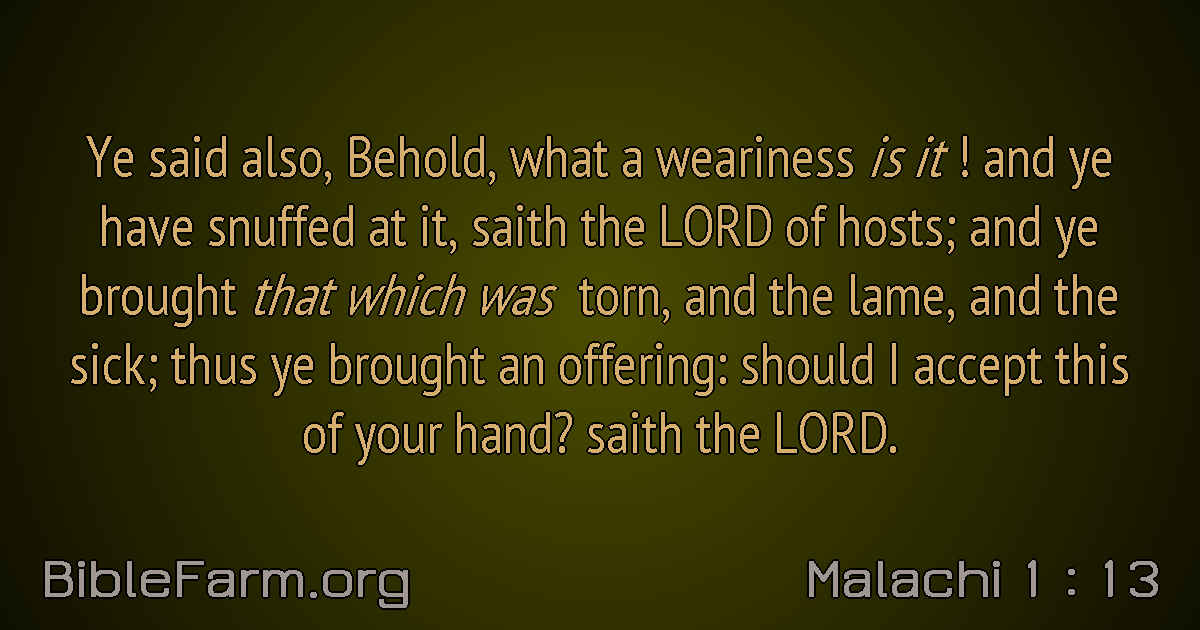 Ye said also, Behold, what a weariness is it ! and ye
have snuffed at it, saith the LORD of hosts; and ye
brought that which was torn, and the lame, and the
sick; thus ye brought an offering: should I accept this
of your hand? saith the LORD.
BibleFarm.org
Malachi 1 : 13